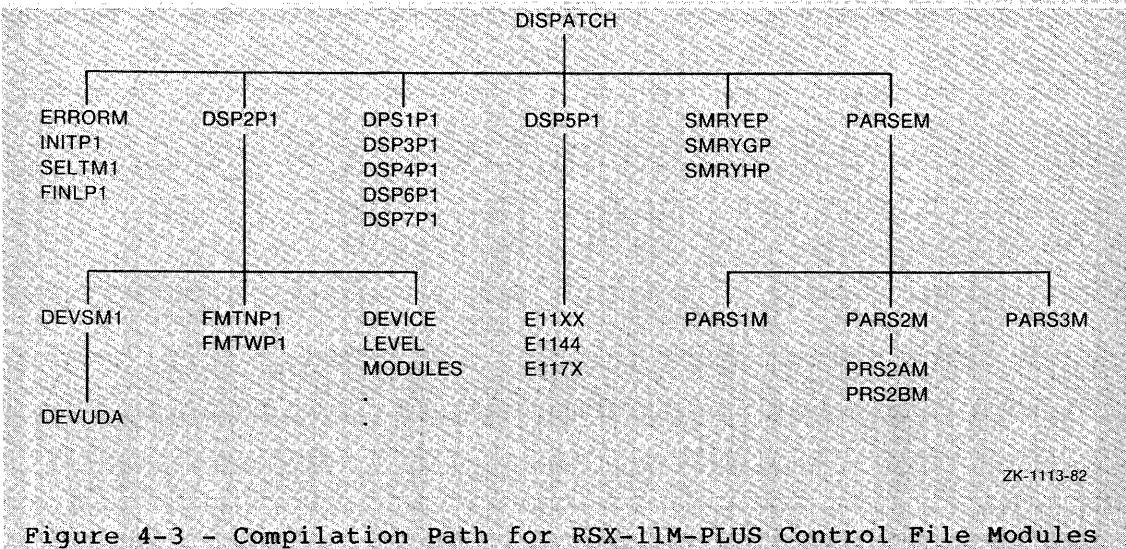 DISPATCH
ERRORM
INITP1
SELTM1
FINLP1
DSP2P1
DPS1P1
DSP3P1
DSP4P1
DSP6P1
DSP7P1
DSP5P1
SMRYEP
SMRYGP
SMRYHP
PARSEM
DEVSM1
DEVUDA
FMTNP1
FMTWP1
DEVICE
LEVEL
MODULES
.
.
E11XX
E1144
E117X
PARS1M
PARS2M
PRS2AM
PRS2BM
PARS3M
ZK-1113-82
Figure 4-3 - Compilation Path for RSX-11M-PLUS Control File Modules